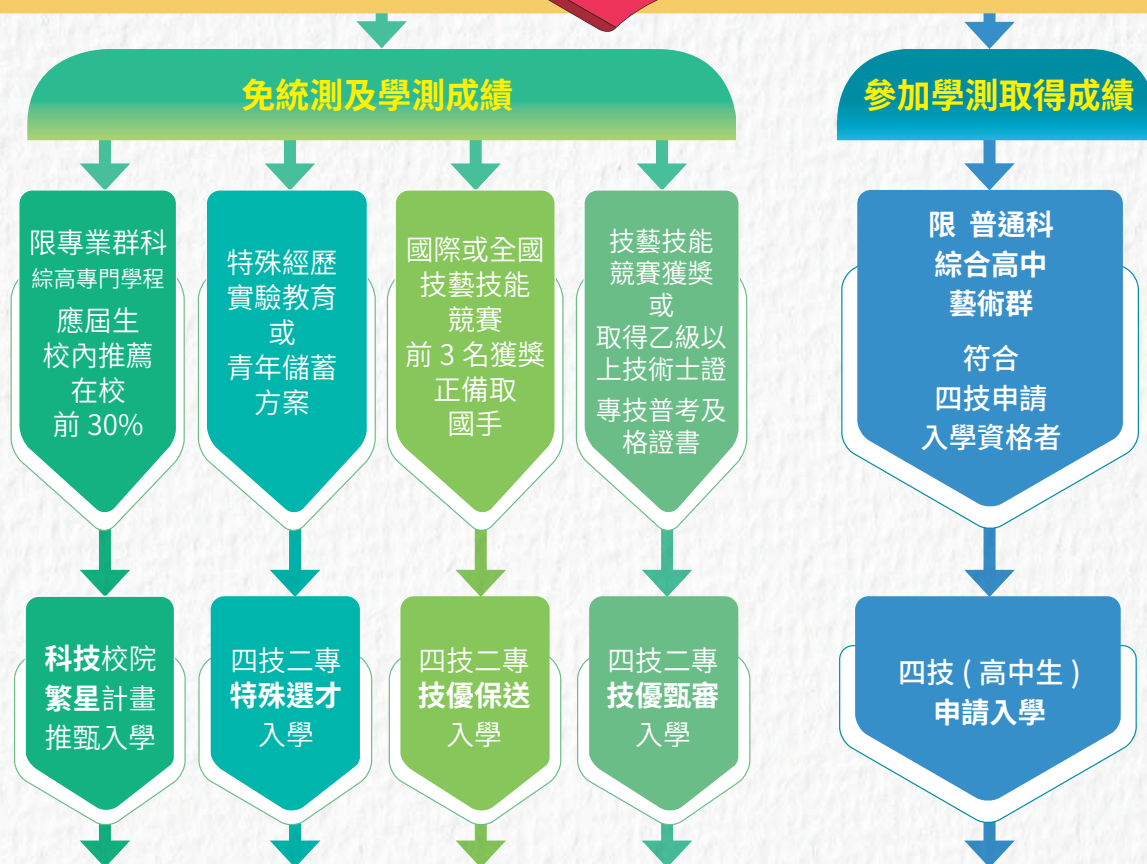 免統測及學測成績
限專業群科
綜高專門學程
應屆生
校內推薦
在校
前 30%
特殊經歷
實驗教育
或
青年儲蓄
方案
國際或全國
技藝技能
競賽
前 3 名獲獎
正備取
國手
技藝技能
競賽獲獎
或
取得乙級以
上技術士證
專技普考及
格證書
科技校院
繁星計畫
推甄入學
四技二專
特殊選才
入學
四技二專
技優保送
入學
四技二專
技優甄審
入學
參加學測取得成績
限 普通科
綜合高中
藝術群
符合
四技申請
入學資格者
四技 ( 高中生 )
申請入學